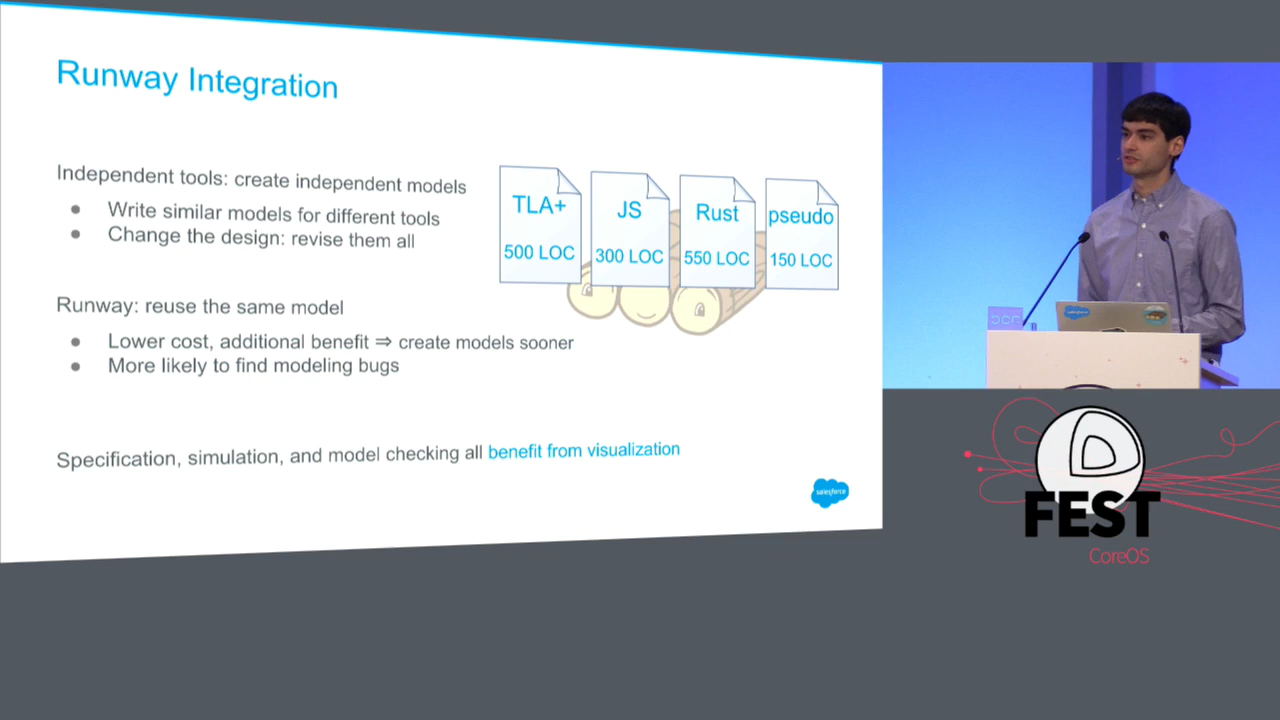 Runway Integration
Independent tools: create independent models
● Write similar models for different tools
● Change the design: revise them all
TLA+
500 LOC
JS
300 LOC
Rust
550 LOC
pseudo
150 LOC
Runway: reuse the same model
● Lower cost, additional benefit ⇒ create models sooner
● More likely to find modeling bugs
Specification, simulation, and model checking all benefit from visualization
salesforce
salesforce
FEST
CoreOS